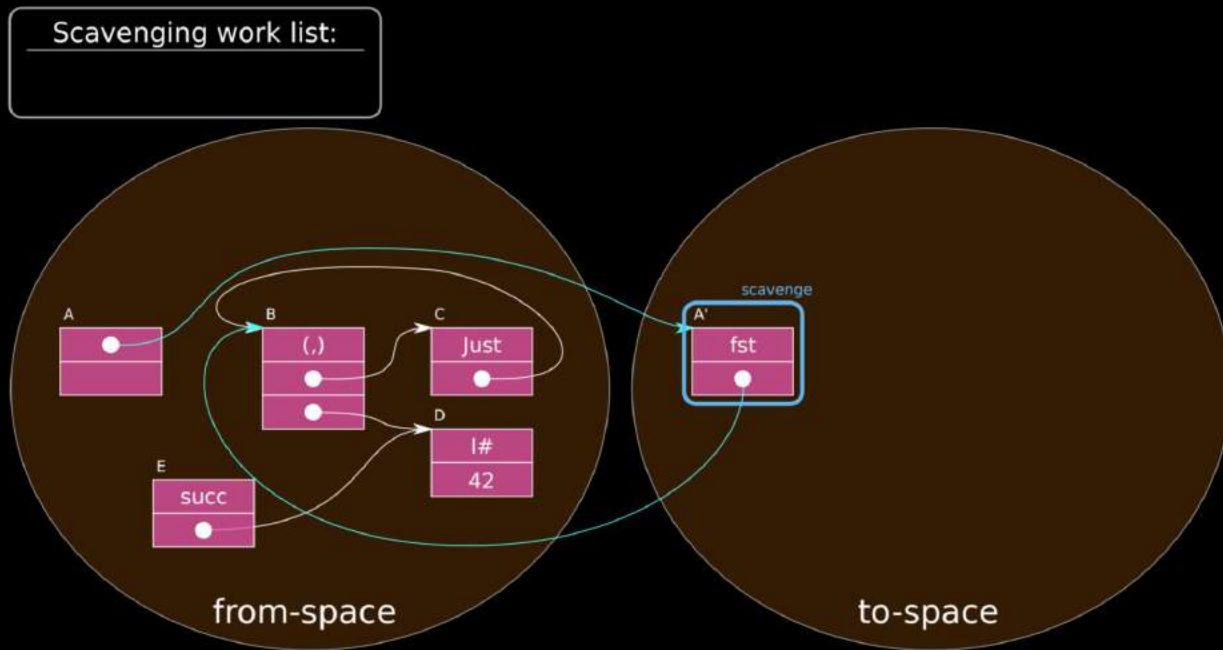 Scavenging work list:
scavenge
A
B
C
A'
(,)
Just
fst
D
I#
42
E
succ
from-space
to-space